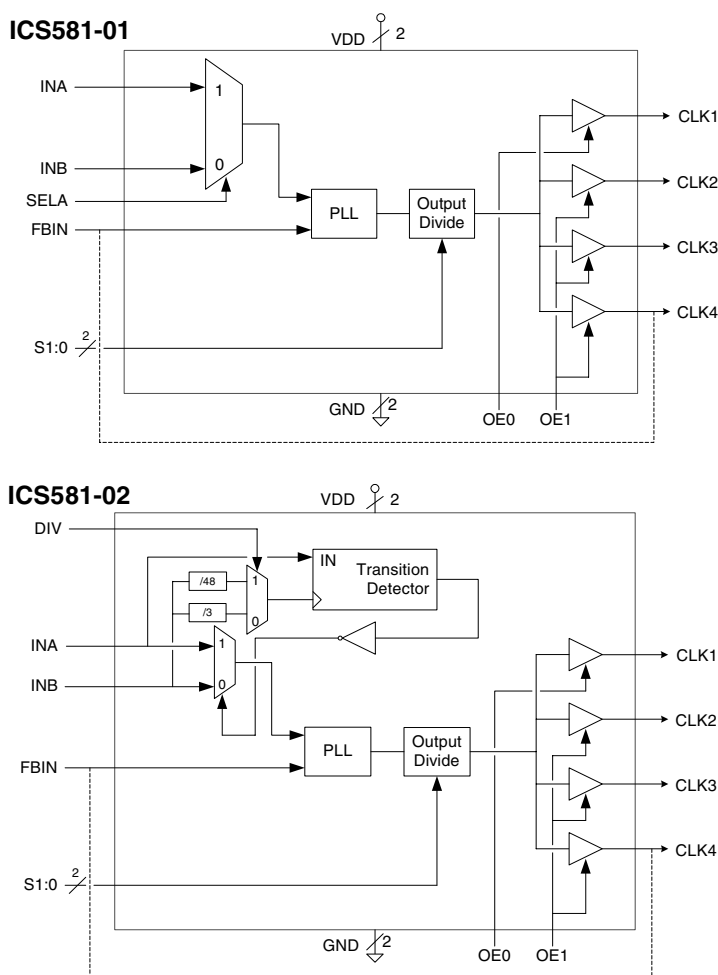 ICS581-01
VDD 2
INA
1
INB
0
SELA
FBIN
PLL
Output
Divide
CLK1
CLK2
CLK3
CLK4
S1:0 2
GND 2
OE0 OE1
ICS581-02
VDD 2
DIV
IN
Transition
Detector
/48
1
/3
0
INA
1
INB
0
FBIN
PLL
Output
Divide
CLK1
CLK2
CLK3
CLK4
S1:0 2
GND 2
OE0 OE1